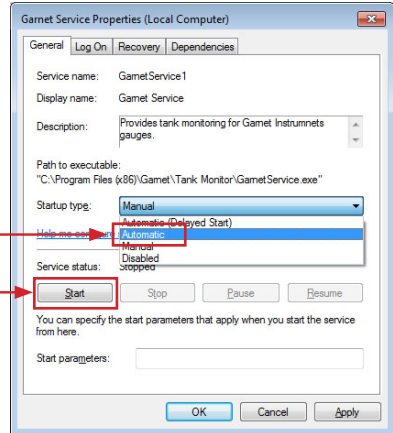 Garnet Service Properties (Local Computer)
General Log On Recovery Dependencies
Service name: GarnetService1
Display name: Garnet Service
Description: Provides tank monitoring for Garnet Instrumnets
gauges.
Path to executable:
"C:\Program Files (x86)\Garnet\Tank Monitor\GarnetService.exe"
Startup type: Manual
Automatic (Delayed Start)
Help me configure Automatic
Manual
Disabled
Service status: Stopped
Start Stop Pause Resume
You can specify the start parameters that apply when you start the service
from here.
Start parameters:
OK Cancel Apply